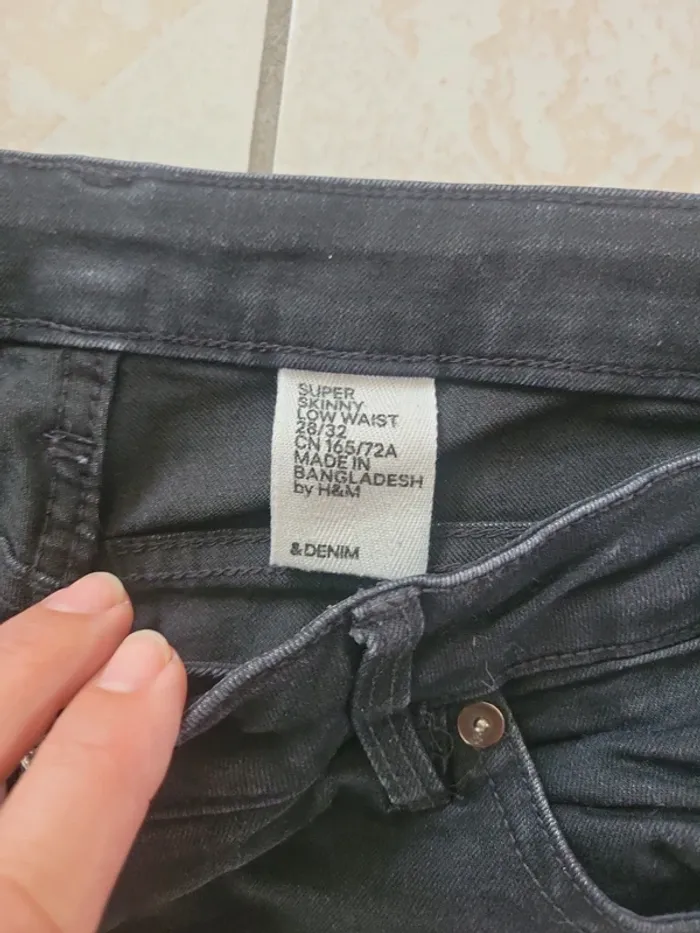 SUPER
SKINNY
LOW WAIST
28/32
CN 165/72A
MADE IN
BANGLADESH
by H&M
&DENIM